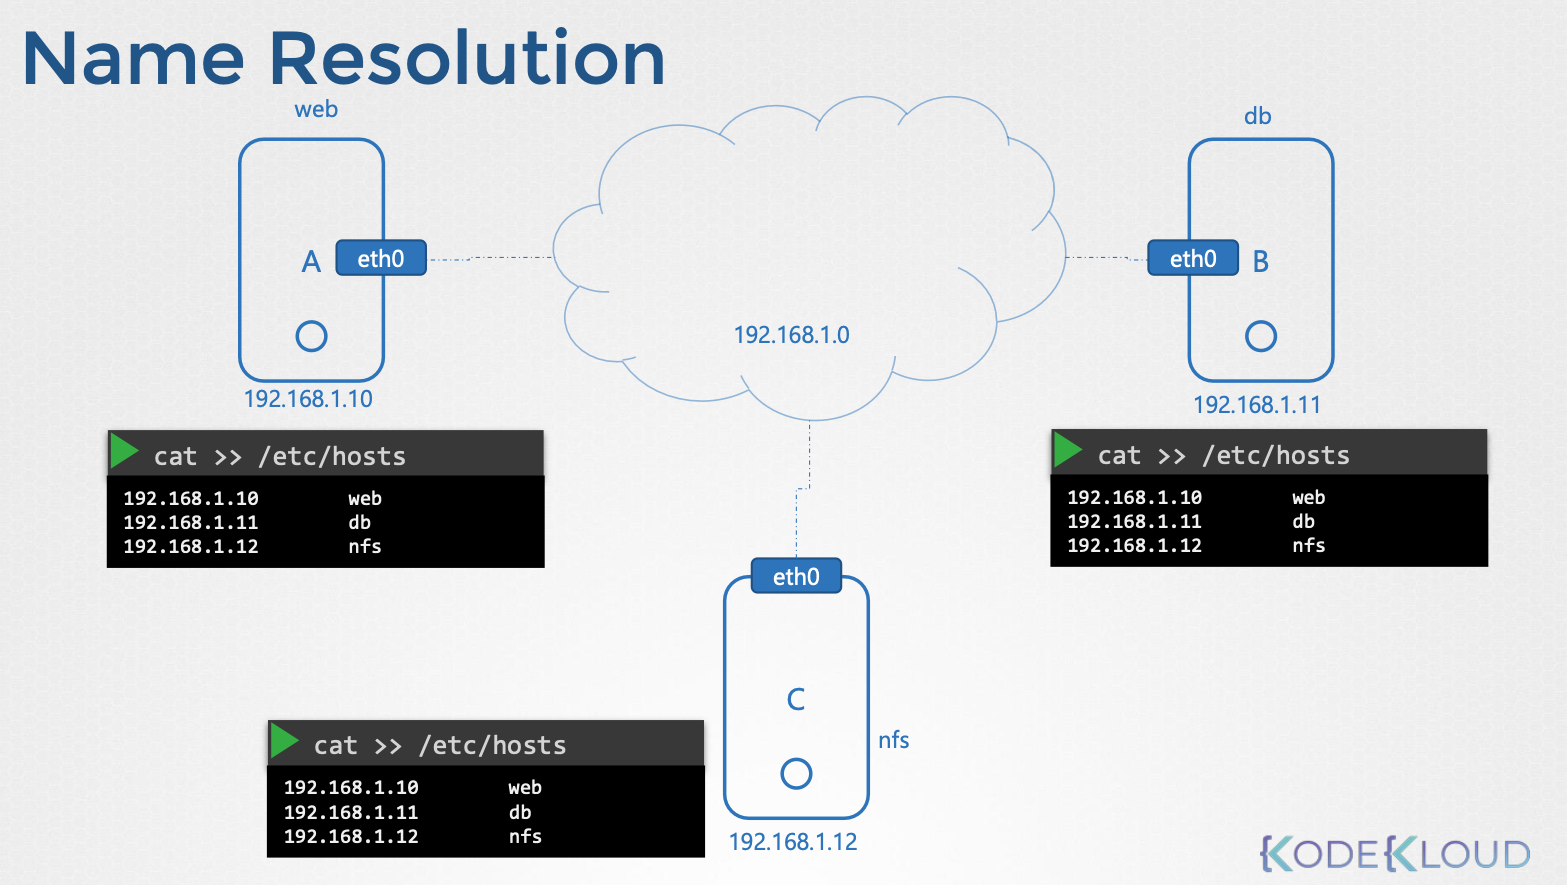 Name Resolution
web
db
A
eth0
eth0
B
192.168.1.0
192.168.1.10
192.168.1.11
cat >> /etc/hosts
192.168.1.10 web
192.168.1.11 db
192.168.1.12 nfs
cat >> /etc/hosts
192.168.1.10 web
192.168.1.11 db
192.168.1.12 nfs
eth0
C
nfs
192.168.1.12
cat >> /etc/hosts
192.168.1.10 web
192.168.1.11 db
192.168.1.12 nfs
KODEKLOUD